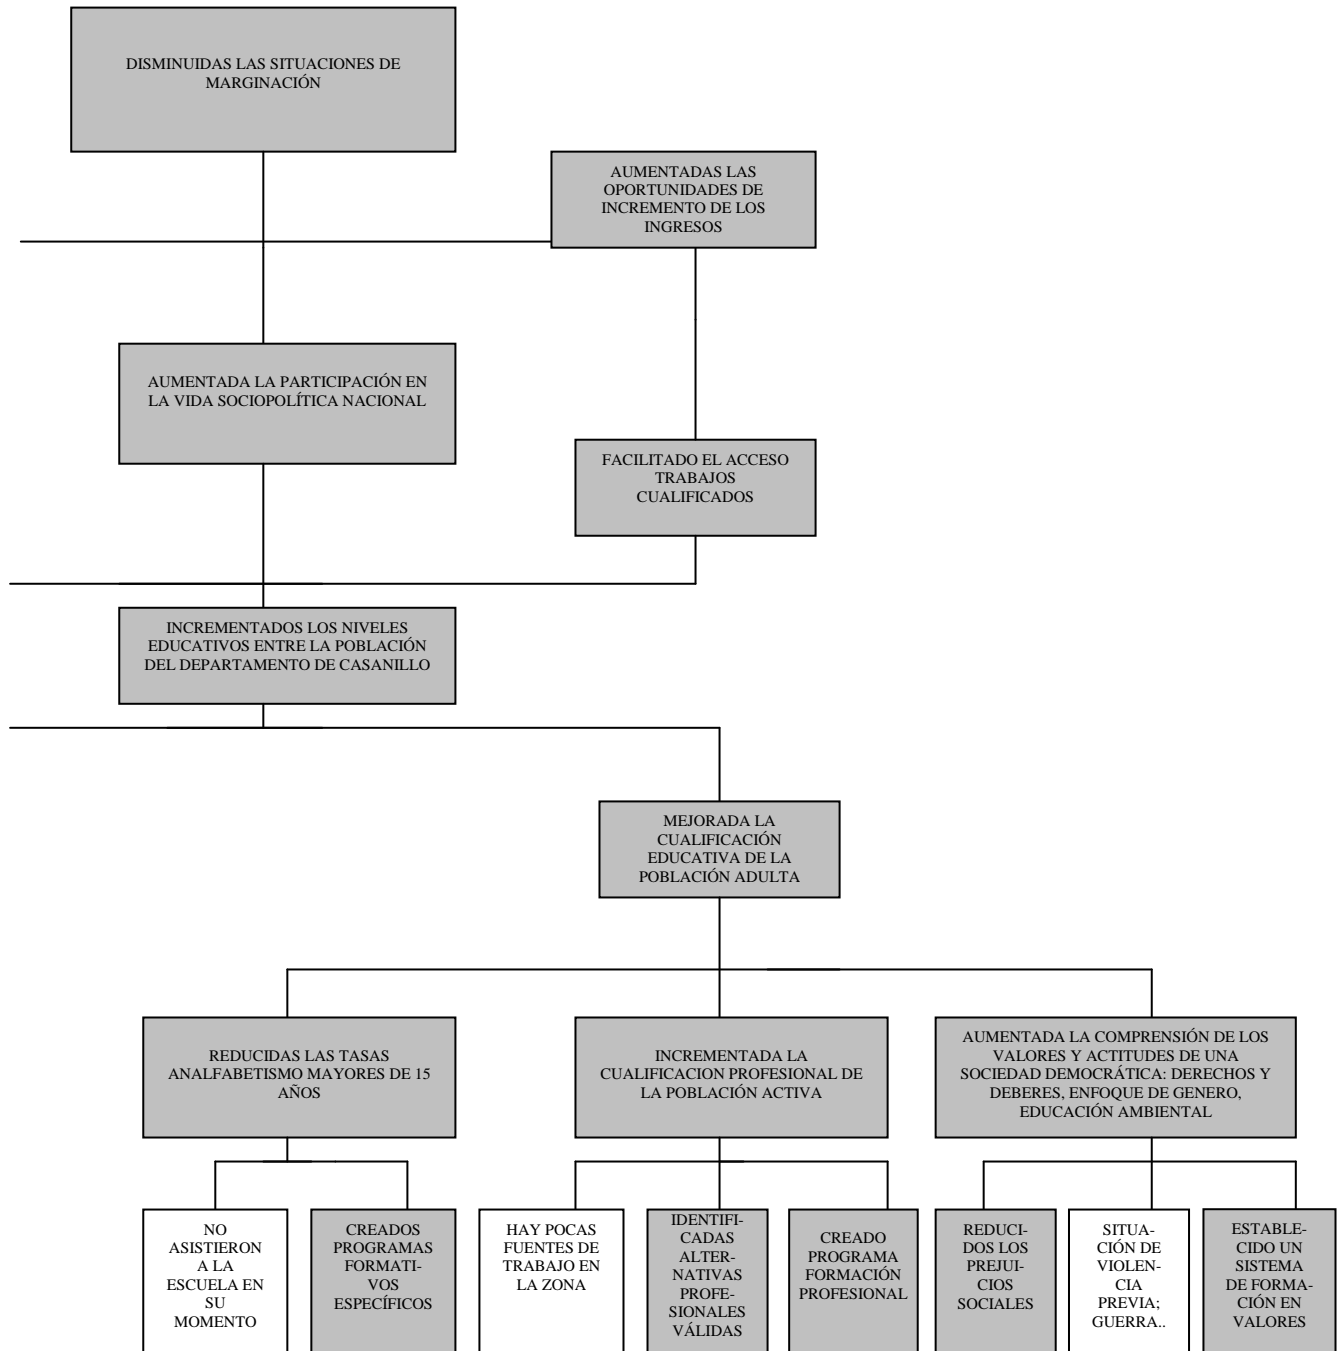 DISMINUIDAS LAS SITUACIONES DE
MARGINACIÓN
AUMENTADAS LAS
OPORTUNIDADES DE
INCREMENTO DE LOS
INGRESOS
AUMENTADA LA PARTICIPACIÓN EN
LA VIDA SOCIOPOLÍTICA NACIONAL
FACILITADO EL ACCESO
TRABAJOS
CUALIFICADOS
INCREMENTADOS LOS NIVELES
EDUCATIVOS ENTRE LA POBLACIÓN
DEL DEPARTAMENTO DE CASANILLO
MEJORADA LA
CUALIFICACIÓN
EDUCATIVA DE LA
POBLACIÓN ADULTA
REDUCIDAS LAS TASAS
ANALFABETISMO MAYORES DE 15
AÑOS
INCREMENTADA LA
CUALIFICACION PROFESIONAL DE
LA POBLACIÓN ACTIVA
AUMENTADA LA COMPRENSIÓN DE LOS
VALORES Y ACTITUDES DE UNA
SOCIEDAD DEMOCRÁTICA: DERECHOS Y
DEBERES, ENFOQUE DE GENERO,
EDUCACIÓN AMBIENTAL
NO
ASISTIERON
A LA
ESCUELA EN
SU
MOMENTO
CREADOS
PROGRAMAS
FORMATI-
VOS
ESPECÍFICOS
HAY POCAS
FUENTES DE
TRABAJO EN
LA ZONA
IDENTIFI-
CADAS
ALTER-
NATIVAS
PROFE-
SIONALES
VÁLIDAS
CREADO
PROGRAMA
FORMACIÓN
PROFESIONAL
REDUCI-
DOS LOS
PREJUI-
CIOS
SOCIALES
SITUA-
CIÓN DE
VIOLEN-
CIA
PREVIA;
GUERRA..
ESTABLE-
CIDO UN
SISTEMA
DE FORMA-
CIÓN EN
VALORES